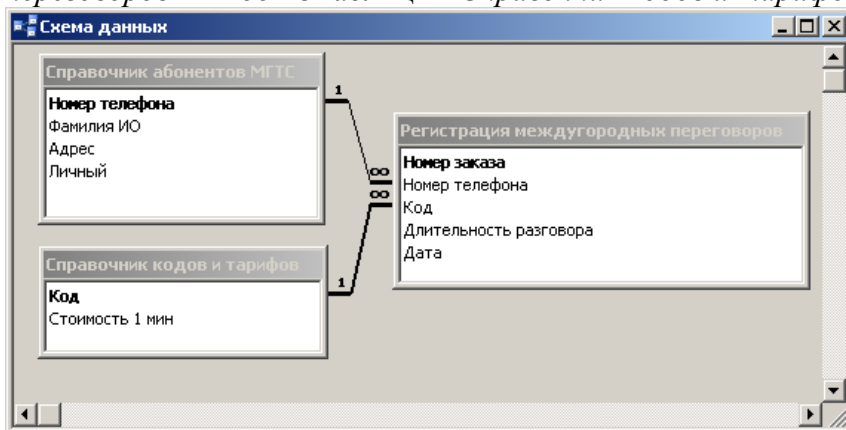 Схема данных
Справочник абонентов МГТС
Номер телефона
Фамилия ИО
Адрес
Личный
1
∞
∞
Регистрация междугородных переговоров
Номер заказа
Номер телефона
Код
Длительность разговора
Дата
Справочник кодов и тарифов
Код
Стоимость 1 мин
1